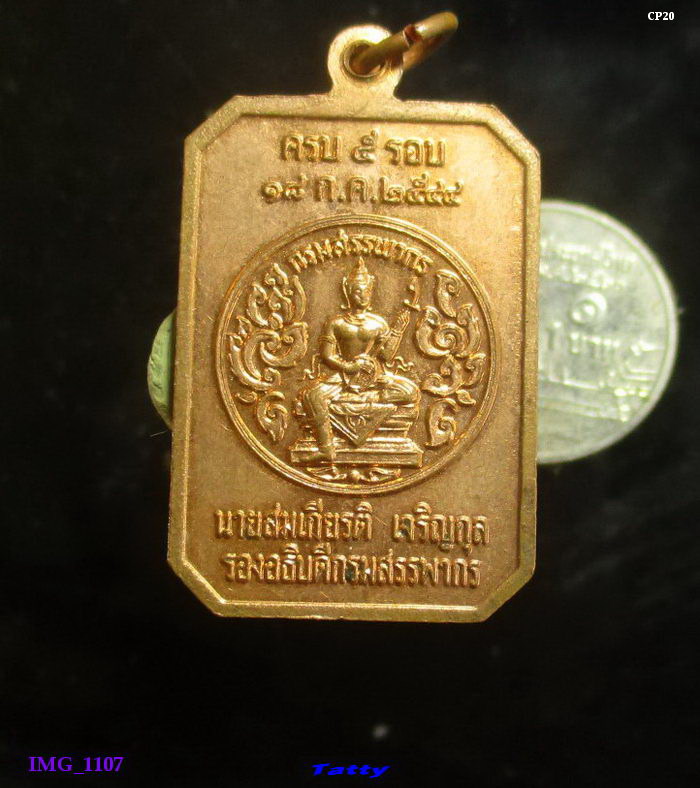 CP20
ครบ ๕ รอบ
๑๘ ก.ค.๒๕๔๔
กรมสรรพากร
นายสมเกียรติ เจริญกุล
รองอธิบดีกรมสรรพากร
IMG_1107
Tatty